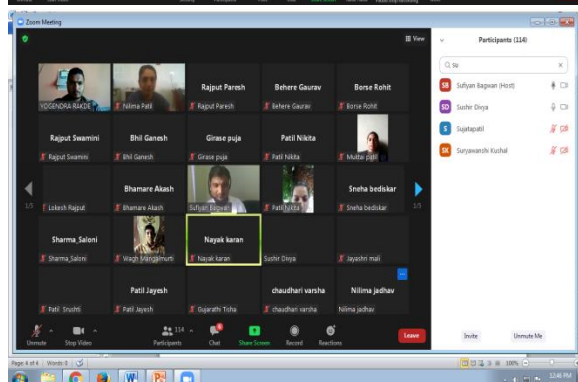 Zoom Meeting
View
Participants (114)
su
YOGENDRA RAKDE
Nilima Patil
Rajput Paresh
Rajput Paresh
Behere Gaurav
Behere Gaurav
Borse Rohit
Borse Rohit
Rajput Swamini
Rajput Swamini
Bhil Ganesh
Bhil Ganesh
Girase puja
Girase puja
Patil Nikita
Patil Nikita
Muktai patil
1/5
Lokesh Rajput
Bhamare Akash
Bhamare Akash
Sufiyan Bagwan
Patil Nikita
Sneha bediskar
Sneha bediskar
1/5
Sharma_Saloni
Sharma_Saloni
Wagh Mangalmurti
Nayak karan
Nayak karan
Sushir Divya
Jayashri mali
Patil Srushti
Patil Jayesh
Patil Jayesh
Gujarathi Tisha
chaudhari varsha
chaudhari varsha
Nilima jadhav
Nilima jadhav
SB Sufiyan Bagwan (Host)
SD Sushir Divya
S Sujatapatil
SK Suryawanshi Kushal
Unmute
Stop Video
114
Participants
Chat
Share Screen
Record
Reactions
Leave
Invite
Unmute Me
Page: 4 of 4
Words: 0
100%
12:48 PM